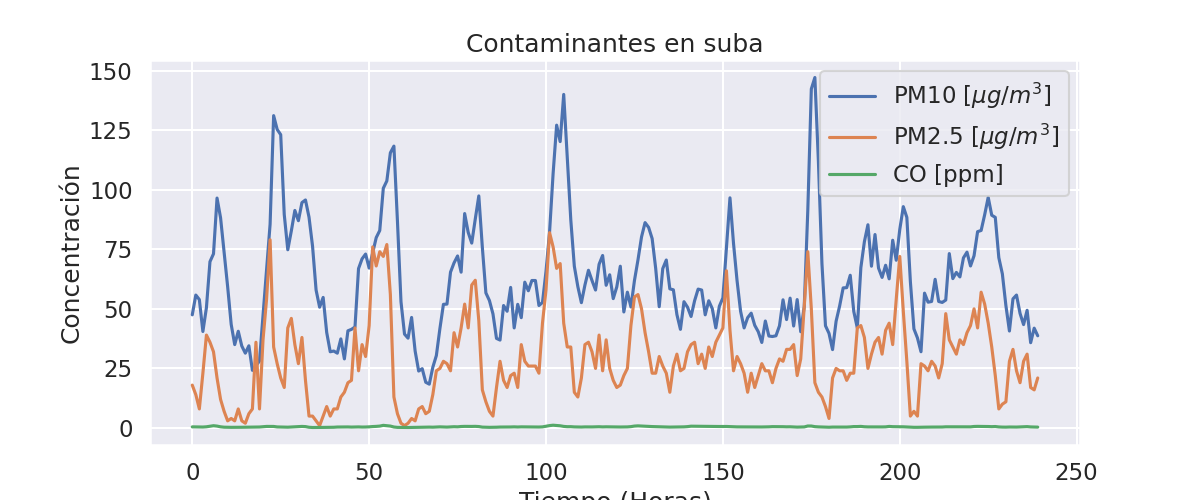 Contaminantes en suba
Concentración
150
125
100
75
50
25
0
PM10 [μg/m³]
PM2.5 [μg/m³]
CO [ppm]
0 50 100 150 200 250
Tiempo (Horas)